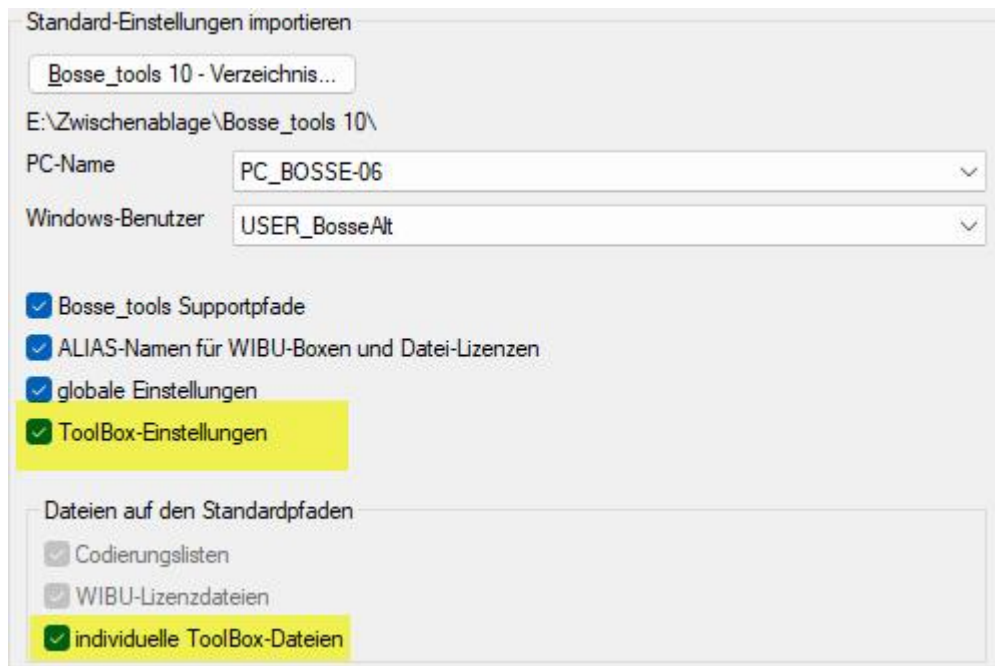 Standard-Einstellungen importieren
Bosse_tools 10 - Verzeichnis...
E:\Zwischenablage\Bosse_tools 10\
PC-Name
PC_BOSSE-06
Windows-Benutzer
USER_BosseAlt
Bosse_tools Supportpfade
ALIAS-Namen für WIBU-Boxen und Datei-Lizenzen
globale Einstellungen
ToolBox-Einstellungen
Dateien auf den Standardpfaden
Codierungslisten
WIBU-Lizenzdateien
individuelle ToolBox-Dateien